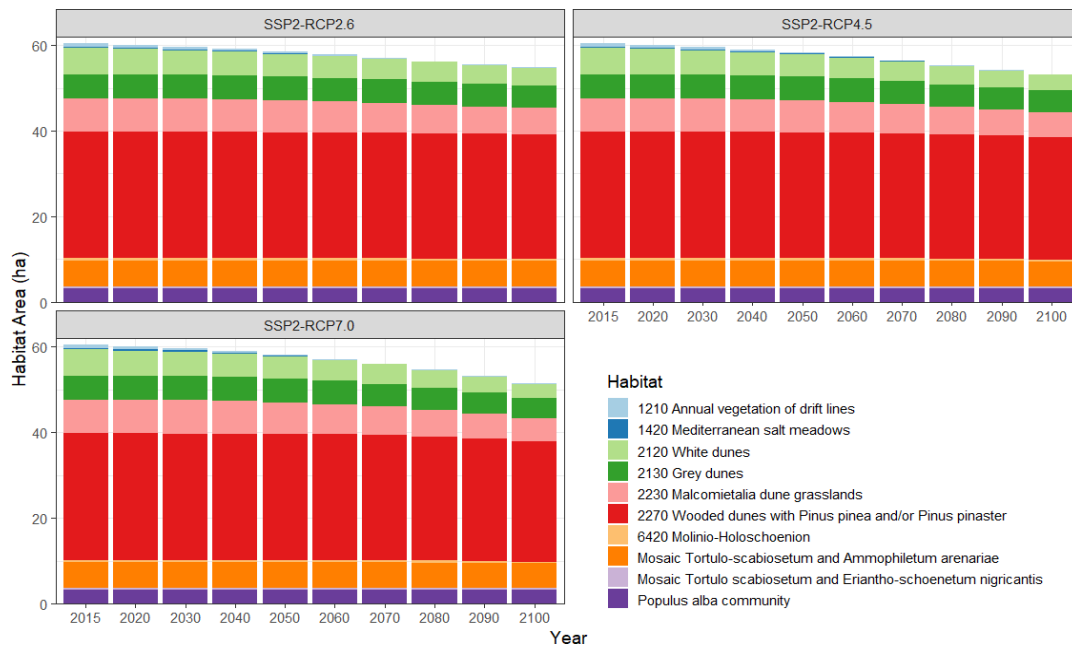 SSP2-RCP2.6
SSP2-RCP4.5
60
40
20
0
2015 2020 2030 2040 2050 2060 2070 2080 2090 2100
SSP2-RCP7.0
60
40
20
0
2015 2020 2030 2040 2050 2060 2070 2080 2090 2100
Habitat Area (ha)
Year
Habitat
1210 Annual vegetation of drift lines
1420 Mediterranean salt meadows
2120 White dunes
2130 Grey dunes
2230 Malcomietalia dune grasslands
2270 Wooded dunes with Pinus pinea and/or Pinus pinaster
6420 Molinio-Holoschoenion
Mosaic Tortulo-scabiosetum and Ammophiletum arenariae
Mosaic Tortulo scabiosetum and Eriantho-schoenetum nigricantis
Populus alba community